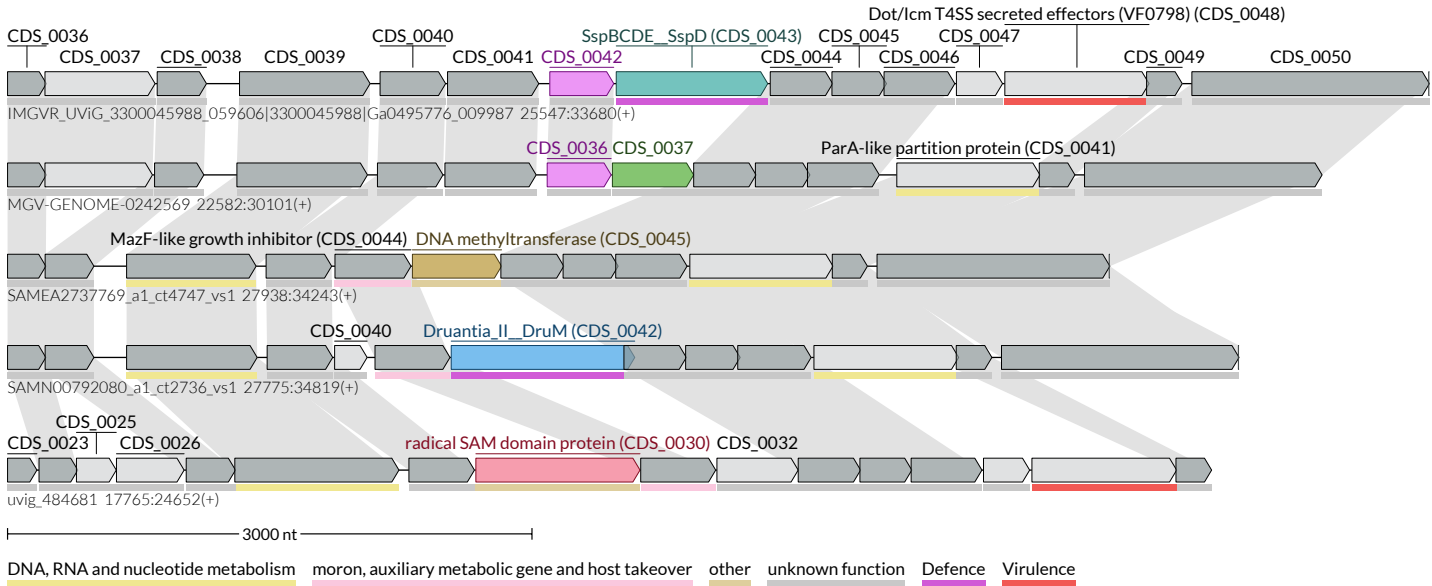 Dot/Icm T4SS secreted effectors (VF0798) (CDS_0048)
CDS_0036 CDS_0040 SspBCDE__SspD (CDS_0043) CDS_0045 CDS_0047
CDS_0037 CDS_0038 CDS_0039 CDS_0041 CDS_0042 CDS_0044 CDS_0046 CDS_0049 CDS_0050
IMGVR_UViG_3300045988_059606|3300045988|Ga0495776_009987 25547:33680(+)
CDS_0036 CDS_0037 ParA-like partition protein (CDS_0041)
MGV-GENOME-0242569 22582:30101(+)
MazF-like growth inhibitor (CDS_0044) DNA methyltransferase (CDS_0045)
SAMEA2737769_a1_ct4747_vs1 27938:34243(+)
CDS_0040 Druantia_II__DruM (CDS_0042)
SAMN00792080_a1_ct2736_vs1 27775:34819(+)
CDS_0025
CDS_0023 CDS_0026 radical SAM domain protein (CDS_0030) CDS_0032
uvig_484681 17765:24652(+)
3000 nt
DNA, RNA and nucleotide metabolism moron, auxiliary metabolic gene and host takeover other unknown function Defence Virulence